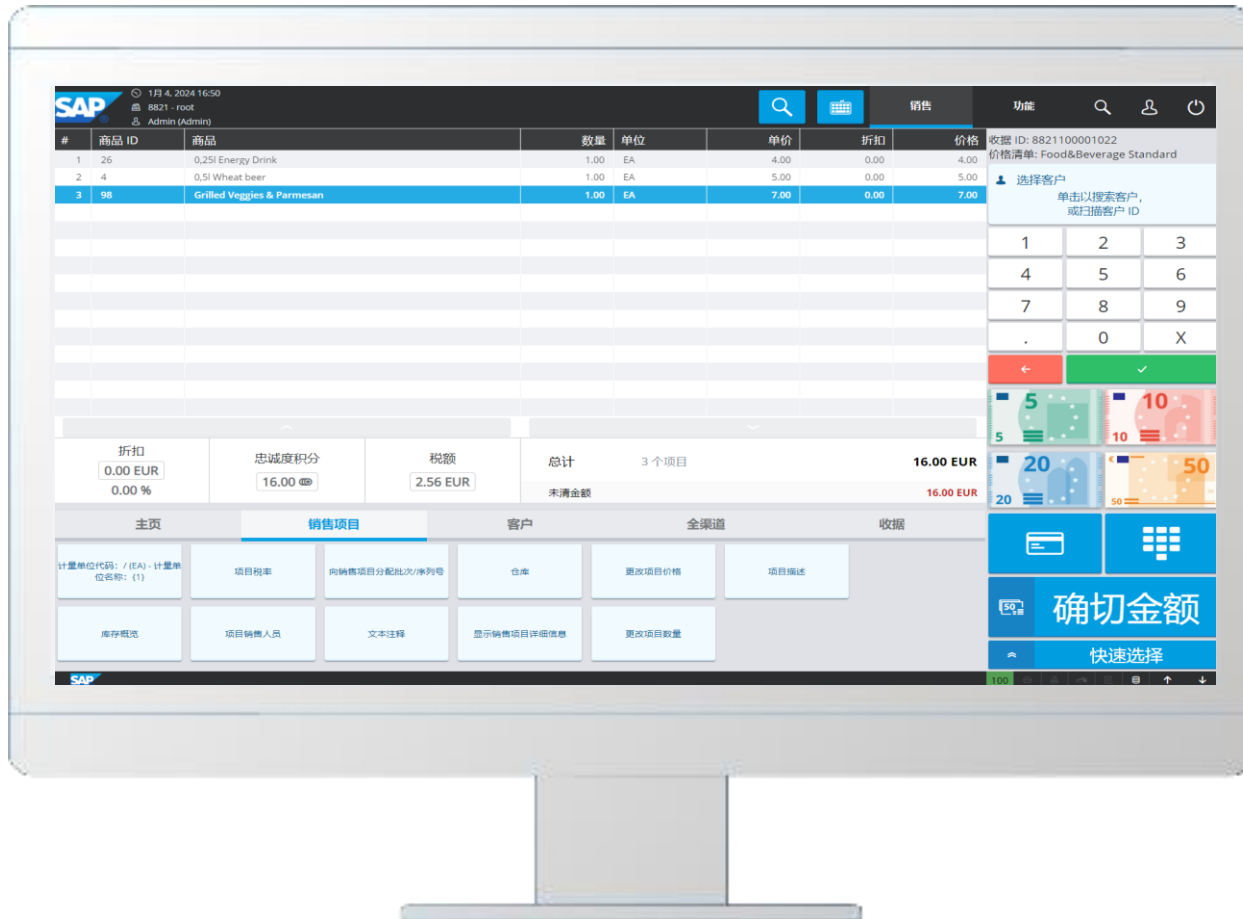 SAP
1月 4, 2024 16:50
8821 - root
Admin (Admin)
销售
功能
# 商品 ID 商品 数量 单位 单价 折扣 价格
1 26 0,25l Energy Drink 1.00 EA 4.00 0.00 4.00
2 4 0,5l Wheat beer 1.00 EA 5.00 0.00 5.00
3 98 Grilled Veggies & Parmesan 1.00 EA 7.00 0.00 7.00
收据 ID: 8821100001022
价格清单: Food&Beverage Standard
选择客户
单击以搜索客户，
或扫描客户 ID
1 2 3
4 5 6
7 8 9
. 0 X
5 10
5 10
20 50
20 50
折扣 忠诚度积分 税额
0.00 EUR 16.00 2.56 EUR
0.00 %
总计 3 个项目 16.00 EUR
未清金额 16.00 EUR
主页 销售项目 客户 全渠道 收据
计量单位代码：/ (EA) - 计量单
位名称：(1)
项目税率
向销售项目分配批次/序列号
仓库
更改项目价格
项目描述
库存概览
项目销售人员
文本注释
显示销售项目详细信息
更改项目数量
50
确切金额
快速选择
SAP
100